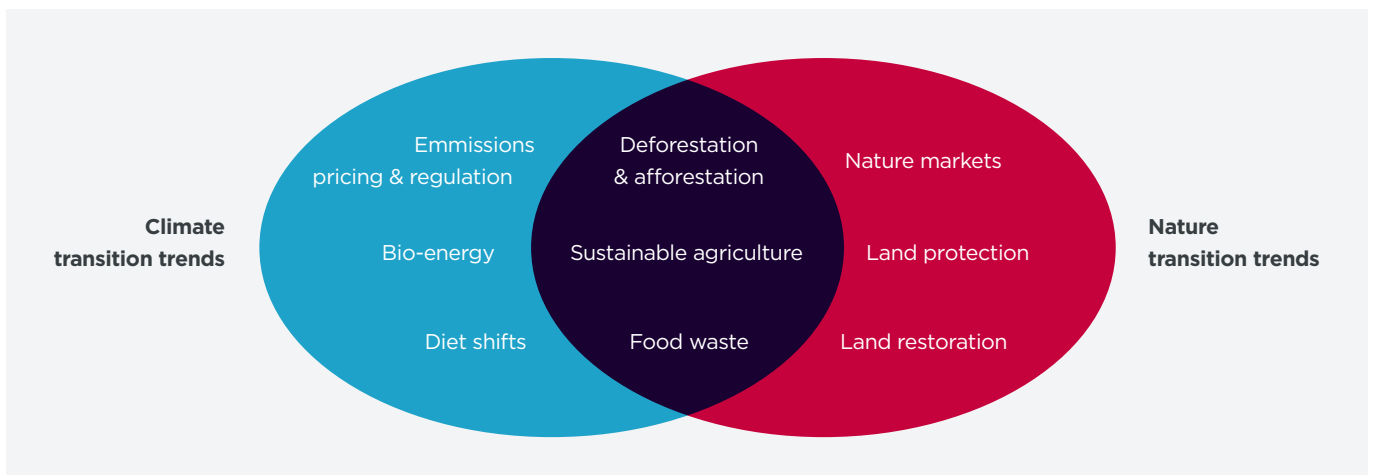 Climate
transition trends
Emmissions
pricing & regulation
Bio-energy
Diet shifts
Deforestation
& afforestation
Sustainable agriculture
Food waste
Nature markets
Land protection
Land restoration
Nature
transition trends